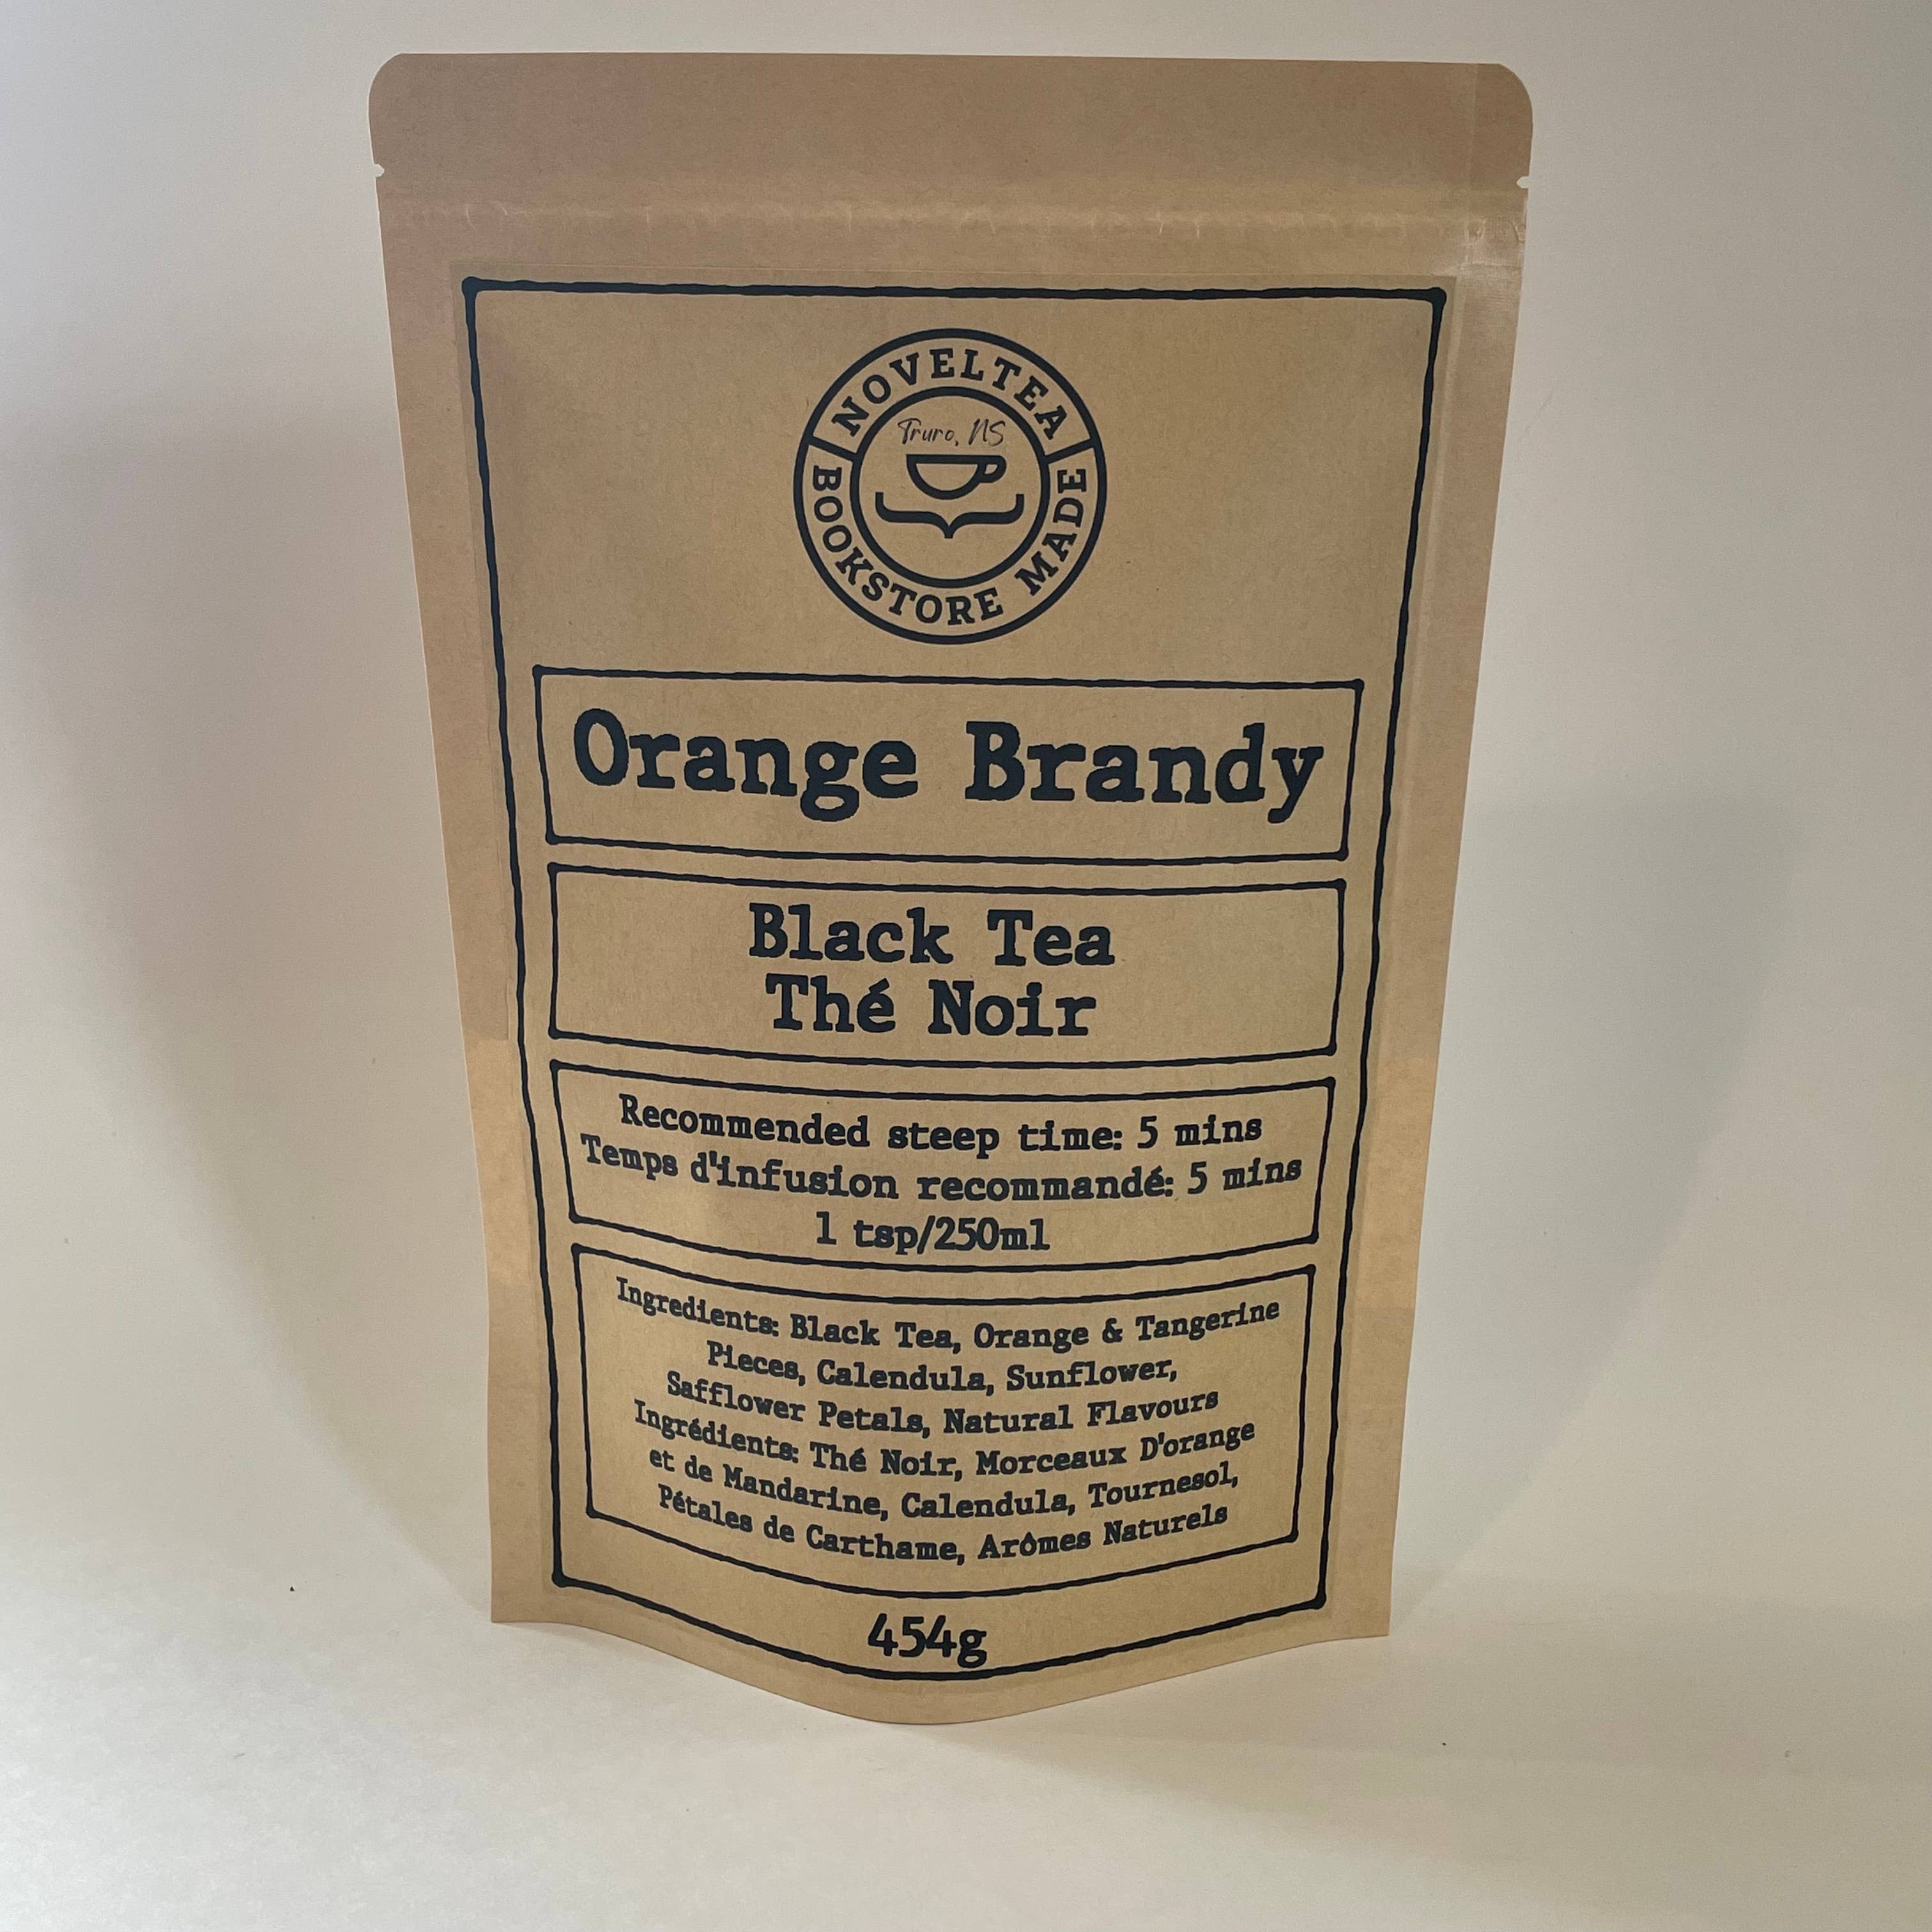 NOVELTEA
Truro, NS
BOOKSTORE MADE
Orange Brandy
Black Tea
Thé Noir
Recommended steep time: 5 mins
Temps d'infusion recommandé: 5 mins
1 tsp/250ml
Ingredients: Black Tea, Orange & Tangerine
Pieces, Calendula, Sunflower,
Safflower Petals, Natural Flavours
Ingrédients: Thé Noir, Morceaux D'orange
et de Mandarine, Calendula, Tournesol,
Pétales de Carthame, Arômes Naturels
454g